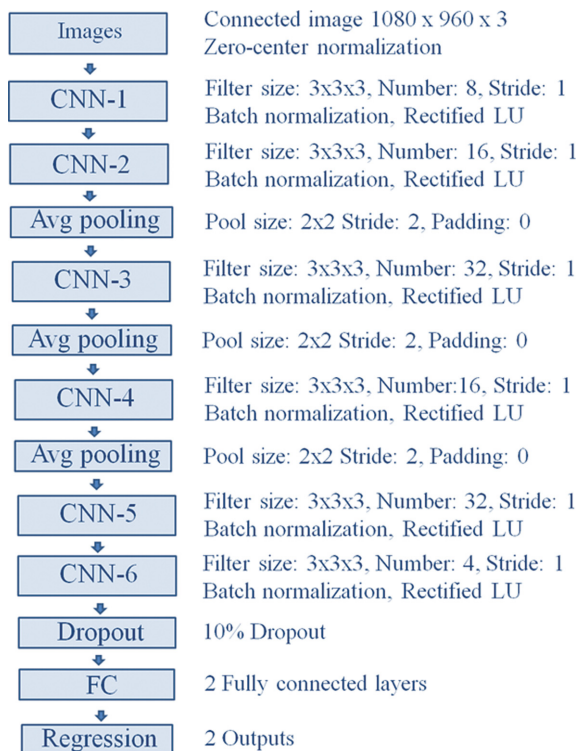 Images
Connected image 1080 x 960 x 3
Zero-center normalization
CNN-1
Filter size: 3x3x3, Number: 8, Stride: 1
Batch normalization, Rectified LU
CNN-2
Filter size: 3x3x3, Number: 16, Stride: 1
Batch normalization, Rectified LU
Avg pooling
Pool size: 2x2 Stride: 2, Padding: 0
CNN-3
Filter size: 3x3x3, Number: 32, Stride: 1
Batch normalization, Rectified LU
Avg pooling
Pool size: 2x2 Stride: 2, Padding: 0
CNN-4
Filter size: 3x3x3, Number:16, Stride: 1
Batch normalization, Rectified LU
Avg pooling
Pool size: 2x2 Stride: 2, Padding: 0
CNN-5
Filter size: 3x3x3, Number: 32, Stride: 1
Batch normalization, Rectified LU
CNN-6
Filter size: 3x3x3, Number: 4, Stride: 1
Batch normalization, Rectified LU
Dropout
10% Dropout
FC
2 Fully connected layers
Regression
2 Outputs